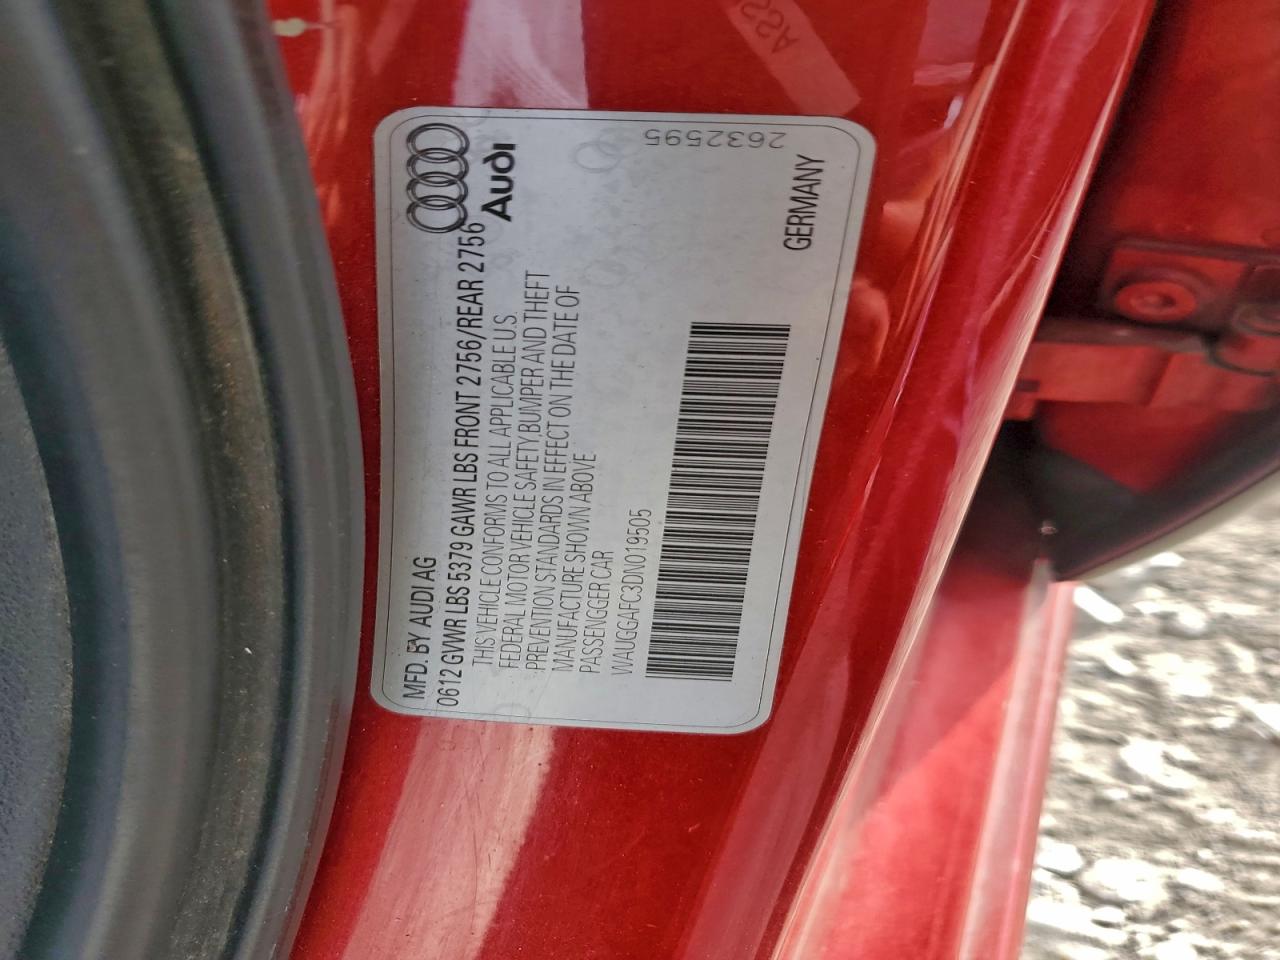 MFD. BY AUDI AG
0612 GVWR LBS 5379 GAWR LBS FRONT 2756/REAR 2756
Audi
THIS VEHICLE CONFORMS TO ALL APPLICABLE U.S.
FEDERAL MOTOR VEHICLE SAFETY,BUMPER AND THEFT
PREVENTION STANDARDS IN EFFECT ON THE DATE OF
MANUFACTURE SHOWN ABOVE
PASSENGGER CAR
WAUGGAFC3DN019505
2632595
GERMANY